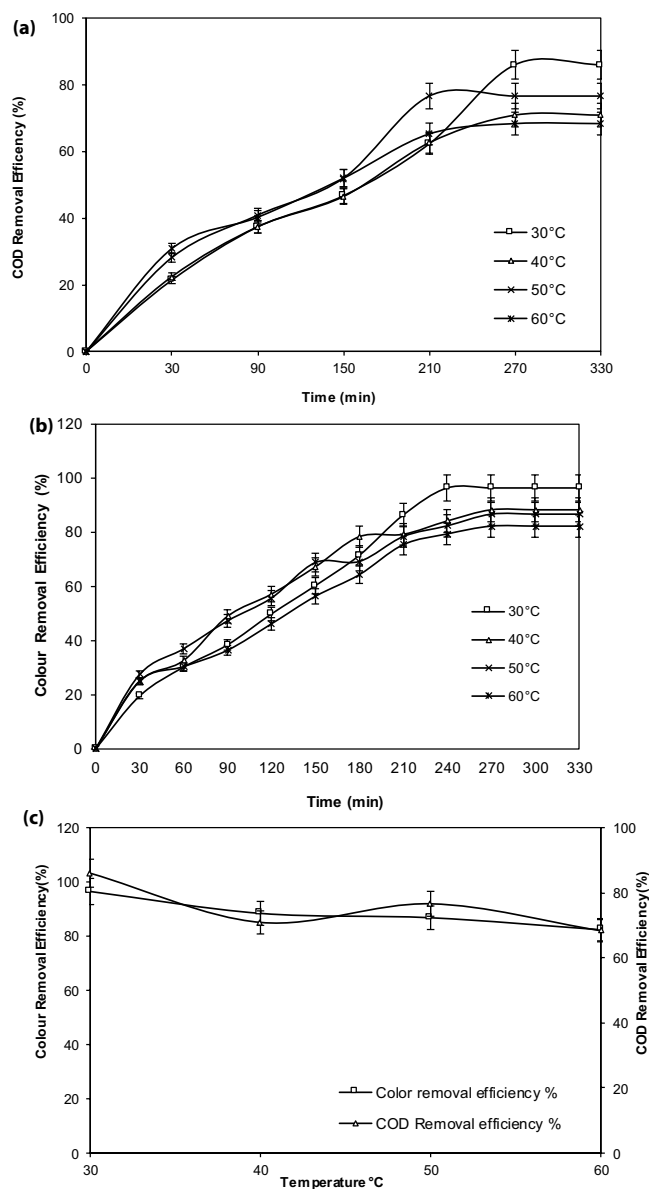 (a)
100
80
60
40
20
0
COD Removal Efficency (%)
30°C
40°C
50°C
60°C
0 30 90 150 210 270 330
Time (min)
(b)
120
100
80
60
40
20
0
Colour Removal Efficiency (%)
30°C
40°C
50°C
60°C
0 30 60 90 120 150 180 210 240 270 300 330
Time (min)
(c)
120
100
80
60
40
20
0
Colour Removal Efficiency(%)
100
80
60
40
20
0
COD Removal Efficiency(%)
Color removal efficiency %
COD Removal efficiency %
30 40 50 60
Temperature °C